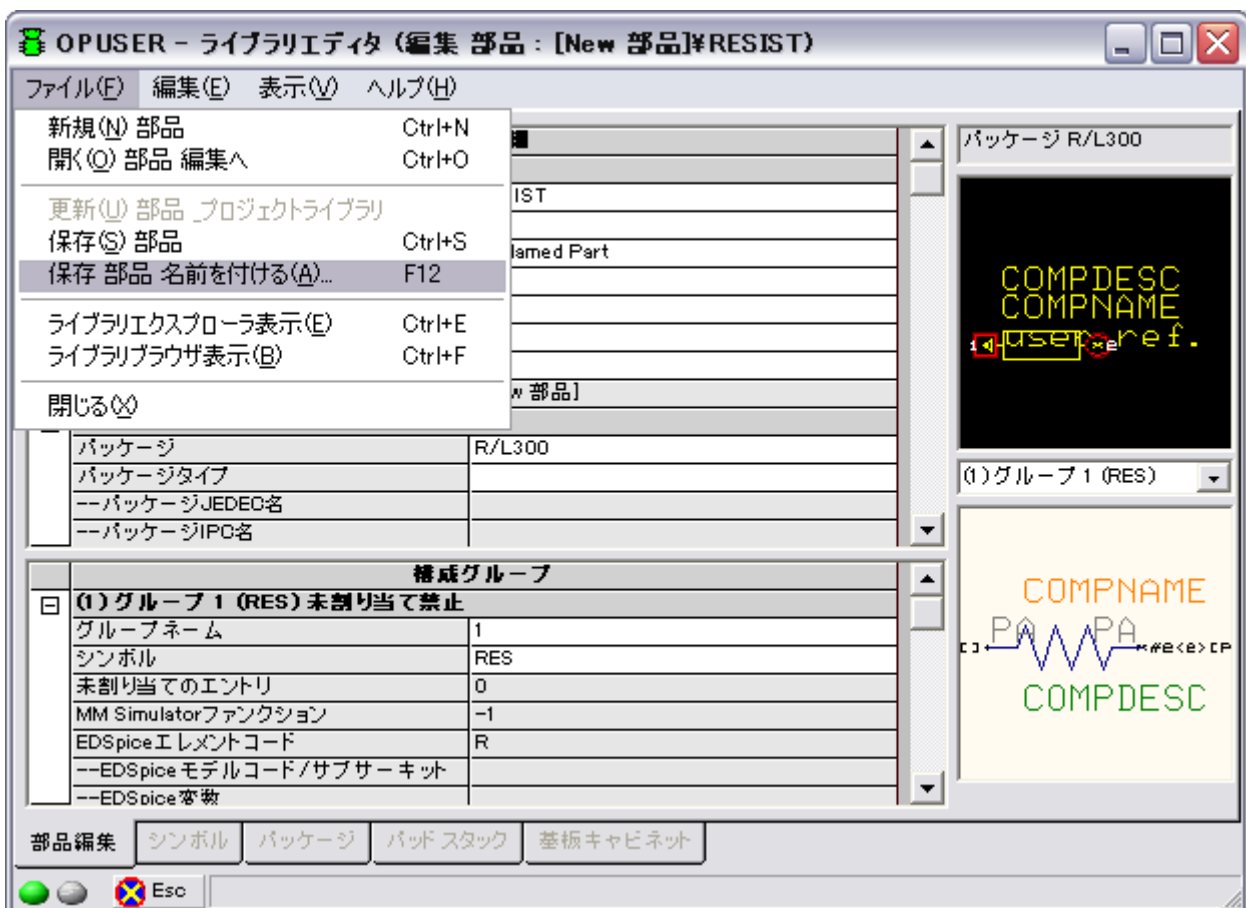 OPUSER - ライブラリエディタ (編集 部品 : [New 部品]¥RESIST)
ファイル(F) 編集(E) 表示(V) ヘルプ(H)
新規(N) 部品 Ctrl+N
開く(O) 部品 編集へ Ctrl+O
更新(U) 部品 _プロジェクトライブラリ
保存(S) 部品 Ctrl+S
保存 部品 名前を付ける(A)... F12
ライブラリエクスプローラ表示(E) Ctrl+E
ライブラリブラウザ表示(B) Ctrl+F
閉じる(X)
IST
Named Part
部品]
パッケージ R/L300
パッケージタイプ
--パッケージJEDEC名
--パッケージIPC名
構成グループ
(1) グループ 1 (RES) 未割り当て禁止
グループネーム 1
シンボル RES
未割り当てのエントリ 0
MM Simulatorファンクション -1
EDSpiceエレメントコード R
--EDSpiceモデルコード/サブサーキット
--EDSpice変数
パッケージ R/L300
COMPDESC
COMPNAME
user ref.
i e
(1)グループ 1 (RES)
COMPNAME
PA PA
#e<e>[P
COMPDESC
部品編集 シンボル パッケージ パッド スタック 基板キャビネット
Esc